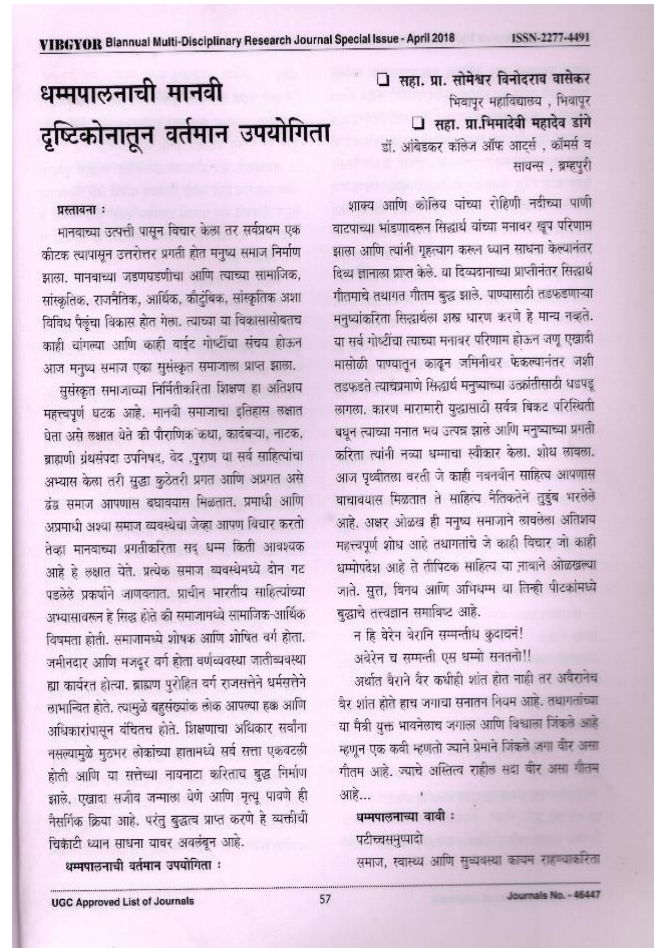 VIBGYOR Biannual Multi-Disciplinary Research Journal Special Issue - April 2018 ISSN-2277-4491
धम्मपालनाची मानवी
दृष्टिकोनातून वर्तमान उपयोगिता
❑ सहा. प्रा. सोमेश्वर विनोदराव वासेकर
भिवापुर महाविद्यालय , भिवापूर
❑ सहा. प्रा.भिमादेवी महादेव डांगे
डॉ. आंबेडकर कॉलेज ऑफ आर्ट्स , कॉमर्स व
सायन्स , ब्रम्हपुरी
प्रस्तावना :
मानवाच्या उत्पत्ती पासून विचार केला तर सर्वप्रथम एक
कीटक त्यापासून उत्तरोत्तर प्रगती होत मनुष्य समाज निर्माण
झाला. मानवाच्या जडणघडणीचा आणि त्याच्या सामाजिक,
सांस्कृतिक, राजनैतिक, आर्थिक, कौटुंबिक, सांस्कृतिक अशा
विविध पैलूंचा विकास होत गेला. त्याच्या या विकासासोबतच
काही चांगल्या आणि काही वाईट गोष्टींचा संचय होऊन
आज मनुष्य समाज एका सुसंस्कृत समाजाला प्राप्त झाला.
सुसंस्कृत समाजाच्या निर्मितीकरिता शिक्षण हा अतिशय
महत्त्वपूर्ण घटक आहे. मानवी समाजाचा इतिहास लक्षात
घेता असे लक्षात येते की पौराणिक कथा, कादंबऱ्या, नाटक,
ब्राह्मणी ग्रंथसंपदा उपनिषद, वेद ,पुराण या सर्व साहित्यांचा
अभ्यास केला तरी सुद्धा कुठेतरी प्रगत आणि अप्रगत असे
द्वंद्व समाज आपणास बघावयास मिळतात. प्रमाधी आणि
अप्रमाधी अश्या समाज व्यवस्थेचा जेव्हा आपण विचार करतो
तेव्हा मानवाच्या प्रगतीकरिता सद् धम्म किती आवश्यक
आहे हे लक्षात येते. प्रत्येक समाज व्यवस्थेमध्ये दोन गट
पडलेले प्रकर्षाने जाणवतात. प्राचीन भारतीय साहित्यांच्या
अभ्यासावरून हे सिद्ध होते की समाजामध्ये सामाजिक-आर्थिक
विषमता होती. समाजामध्ये शोषक आणि शोषित वर्ग होता.
जमीनदार आणि मजदूर वर्ग होता वर्णव्यवस्था जातीव्यवस्था
ह्या कार्यरत होत्या. ब्राह्मण पुरोहित वर्ग राजसत्तेने धर्मसत्तेने
लाभान्वित होते. त्यामुळे बहुसंख्यांक लोक आपल्या हक्क आणि
अधिकारांपासून वंचितच होते. शिक्षणाचा अधिकार सर्वांना
नसल्यामुळे मुठभर लोकांच्या हातामध्ये सर्व सत्ता एकवटली
होती आणि या सत्तेच्या नायनाटा करिताच बुद्ध निर्माण
झाले. एखादा सजीव जन्माला येणे आणि मृत्यू पावणे ही
नैसर्गिक क्रिया आहे. परंतु बुद्धत्व प्राप्त करणे हे व्यक्तीची
चिकाटी ध्यान साधना यावर अवलंबून आहे.
धम्मपालनाची वर्तमान उपयोगिता :
शाक्य आणि कोलिय यांच्या रोहिणी नदीच्या पाणी
वाटपाच्या भांडणावरून सिद्धार्थ यांच्या मनावर खूप परिणाम
झाला आणि त्यांनी गृहत्याग करून ध्यान साधना केल्यानंतर
दिव्य ज्ञानाला प्राप्त केले. या दिव्यदानाच्या प्राप्तीनंतर सिद्धार्थ
गौतमाचे तथागत गौतम बुद्ध झाले. पाण्यासाठी तडफडणाऱ्या
मनुष्यांकरिता सिद्धार्थला शस्त्र धारण करणे हे मान्य नव्हते.
या सर्व गोष्टींचा त्याच्या मनावर परिणाम होऊन जणू एखादी
मासोळी पाण्यातून काढून जमिनीवर फेकल्यानंतर जशी
तडफडते त्याचप्रमाणे सिद्धार्थ मनुष्याच्या उत्क्रांतीसाठी धडपडू
लागला. कारण मारामारी युद्धासाठी सर्वत्र बिकट परिस्थिती
बघून त्याच्या मनात भय उत्पन्न झाले आणि मनुष्याच्या प्रगती
करिता त्यांनी नव्या धम्माचा स्वीकार केला. शोध लावला.
आज पृथ्वीतला वरती जे काही नवनवीन साहित्य आपणास
वाचावयास मिळतात ते साहित्य नैतिकतेने तुडुंब भरलेले
आहे. अक्षर ओळख ही मनुष्य समाजाने लावलेला अतिशय
महत्त्वपूर्ण शोध आहे तथागतांचे जे काही विचार जो काही
धम्मोपदेश आहे ते तीपिटक साहित्य या नावाने ओळखल्या
जाते. सुत्त, विनय आणि अभिधम्म या तिन्ही पीटकांमध्ये
बुद्धाचे तत्त्वज्ञान समाविष्ट आहे.
न हि वेरेन वेरानि सम्मन्तीध कुदाचनं!
अवेरेन च सम्मन्ती एस धम्मो सनतनो!!
अर्थात वैराने वैर कधीही शांत होत नाही तर अवैरानेच
वैर शांत होते हाच जगाचा सनातन नियम आहे. तथागतांच्या
या मैत्री युक्त भावनेलाच जगाला आणि विश्वाला जिंकले आहे
म्हणून एक कवी म्हणतो ज्याने प्रेमाने जिंकले जगा वीर असा
गौतम आहे. ज्याचे अस्तित्व राहील सदा वीर असा गौतम
आहे...
धम्मपालनाच्या बाबी :
पटीच्चसमुप्पादो
समाज, स्वास्थ्य आणि सुव्यवस्था कायम राहण्याकरिता
UGC Approved List of Journals 57 Journals No. - 46447